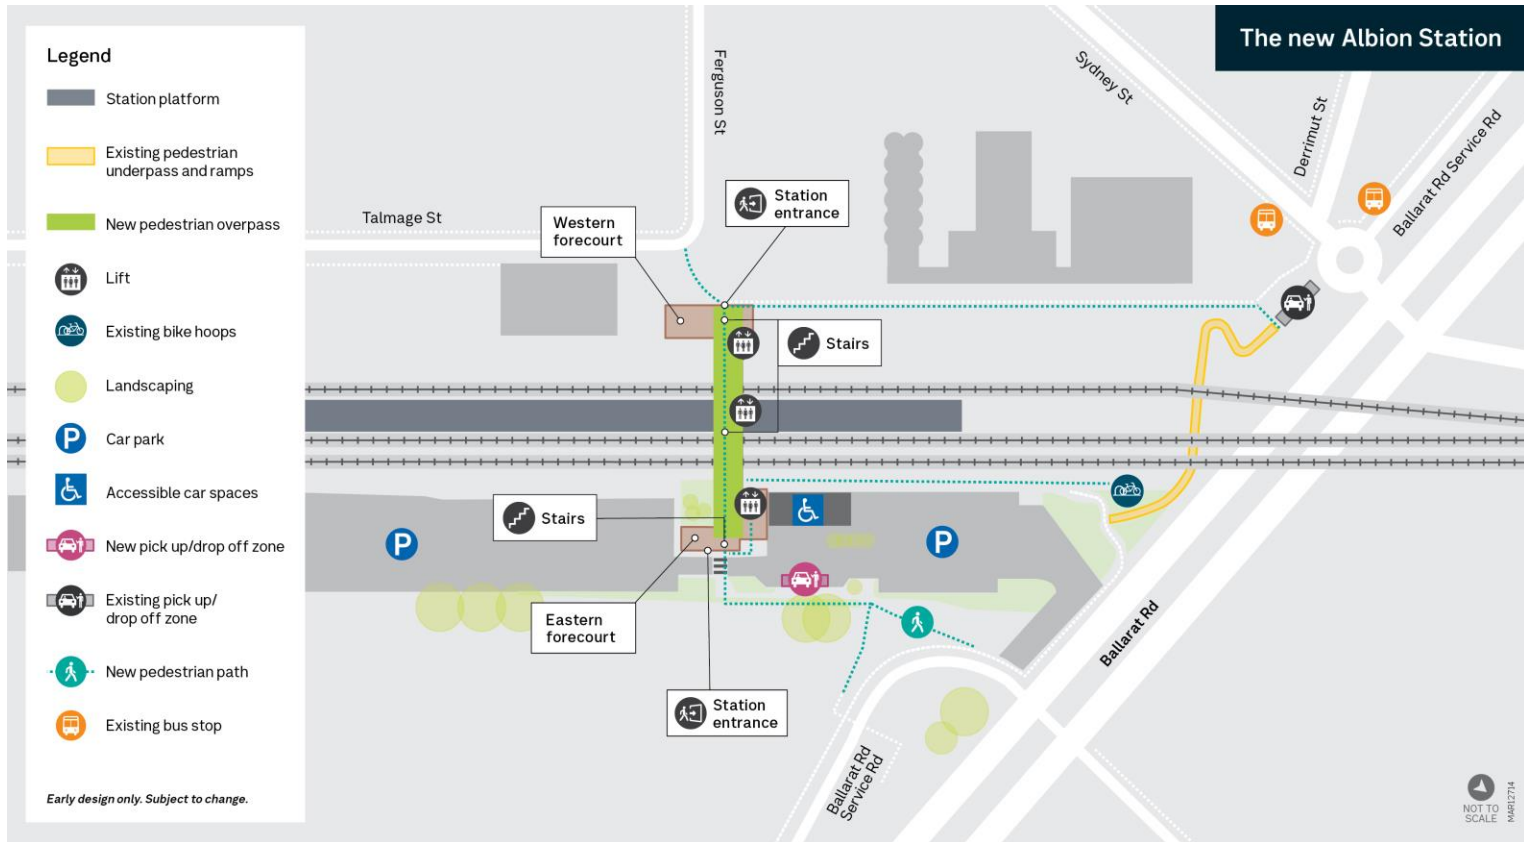 The new Albion Station
Legend
Station platform
Existing pedestrian
underpass and ramps
New pedestrian overpass
Lift
Existing bike hoops
Landscaping
P
Car park
Accessible car spaces
New pick up/drop off zone
Existing pick up/
drop off zone
New pedestrian path
Existing bus stop
Early design only. Subject to change.
Talmage St
Ferguson St
Sydney St
Derrimut St
Ballarat Rd Service Rd
Station
entrance
Western
forecourt
Stairs
Stairs
P
P
Eastern
forecourt
Station
entrance
Ballarat Rd
Ballarat Rd
Service Rd
NOT TO
SCALE
MAR12714